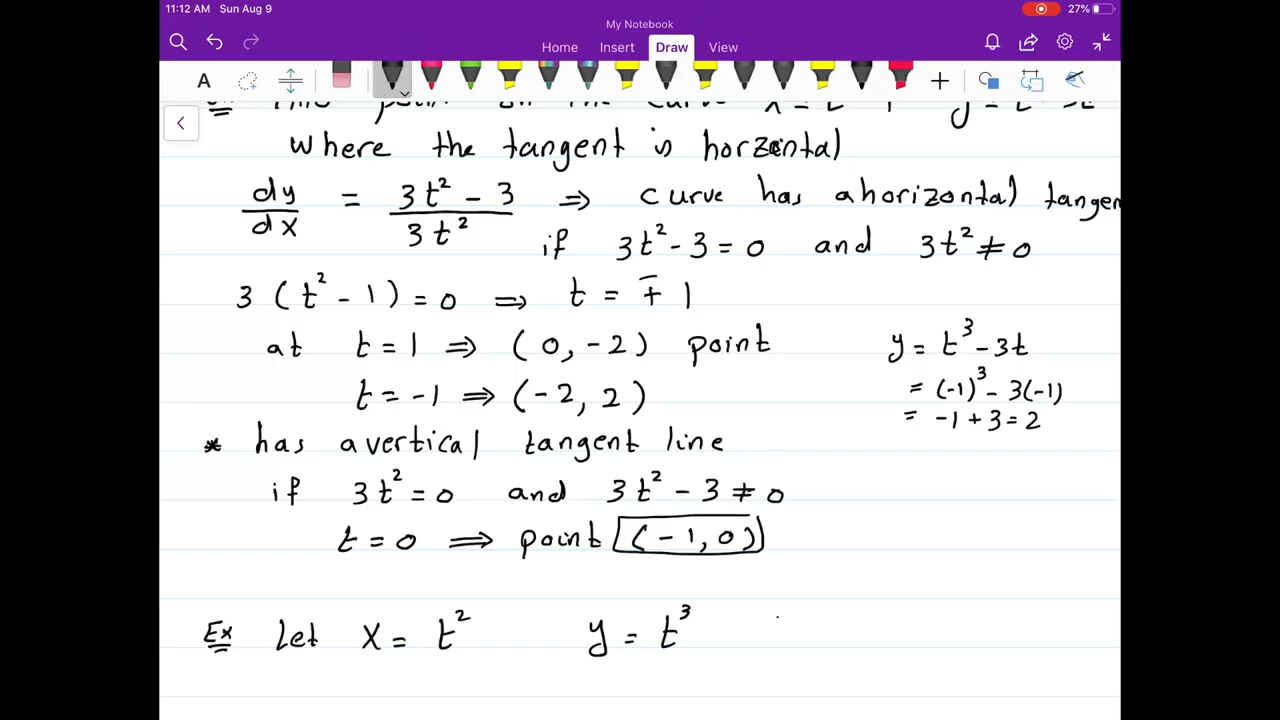 11:12 AM Sun Aug 9
27%
My Notebook
Home Insert Draw View
A
Where the tangent is horzontal
dy/dx = (3t² - 3)/(3t²) ⇒ curve has a horizontal tangen
if 3t² - 3 = 0 and 3t² ≠ 0
3 (t² - 1) = 0 ⇒ t = ∓ 1
at t = 1 ⇒ (0, -2) point
y = t³ - 3t
t = -1 ⇒ (-2, 2)
= (-1)³ - 3(-1)
= -1 + 3 = 2
* has a vertical tangent line
if 3t² = 0 and 3t² - 3 ≠ 0
t = 0 ⇒ point (-1, 0)
Ex Let x = t² y = t³